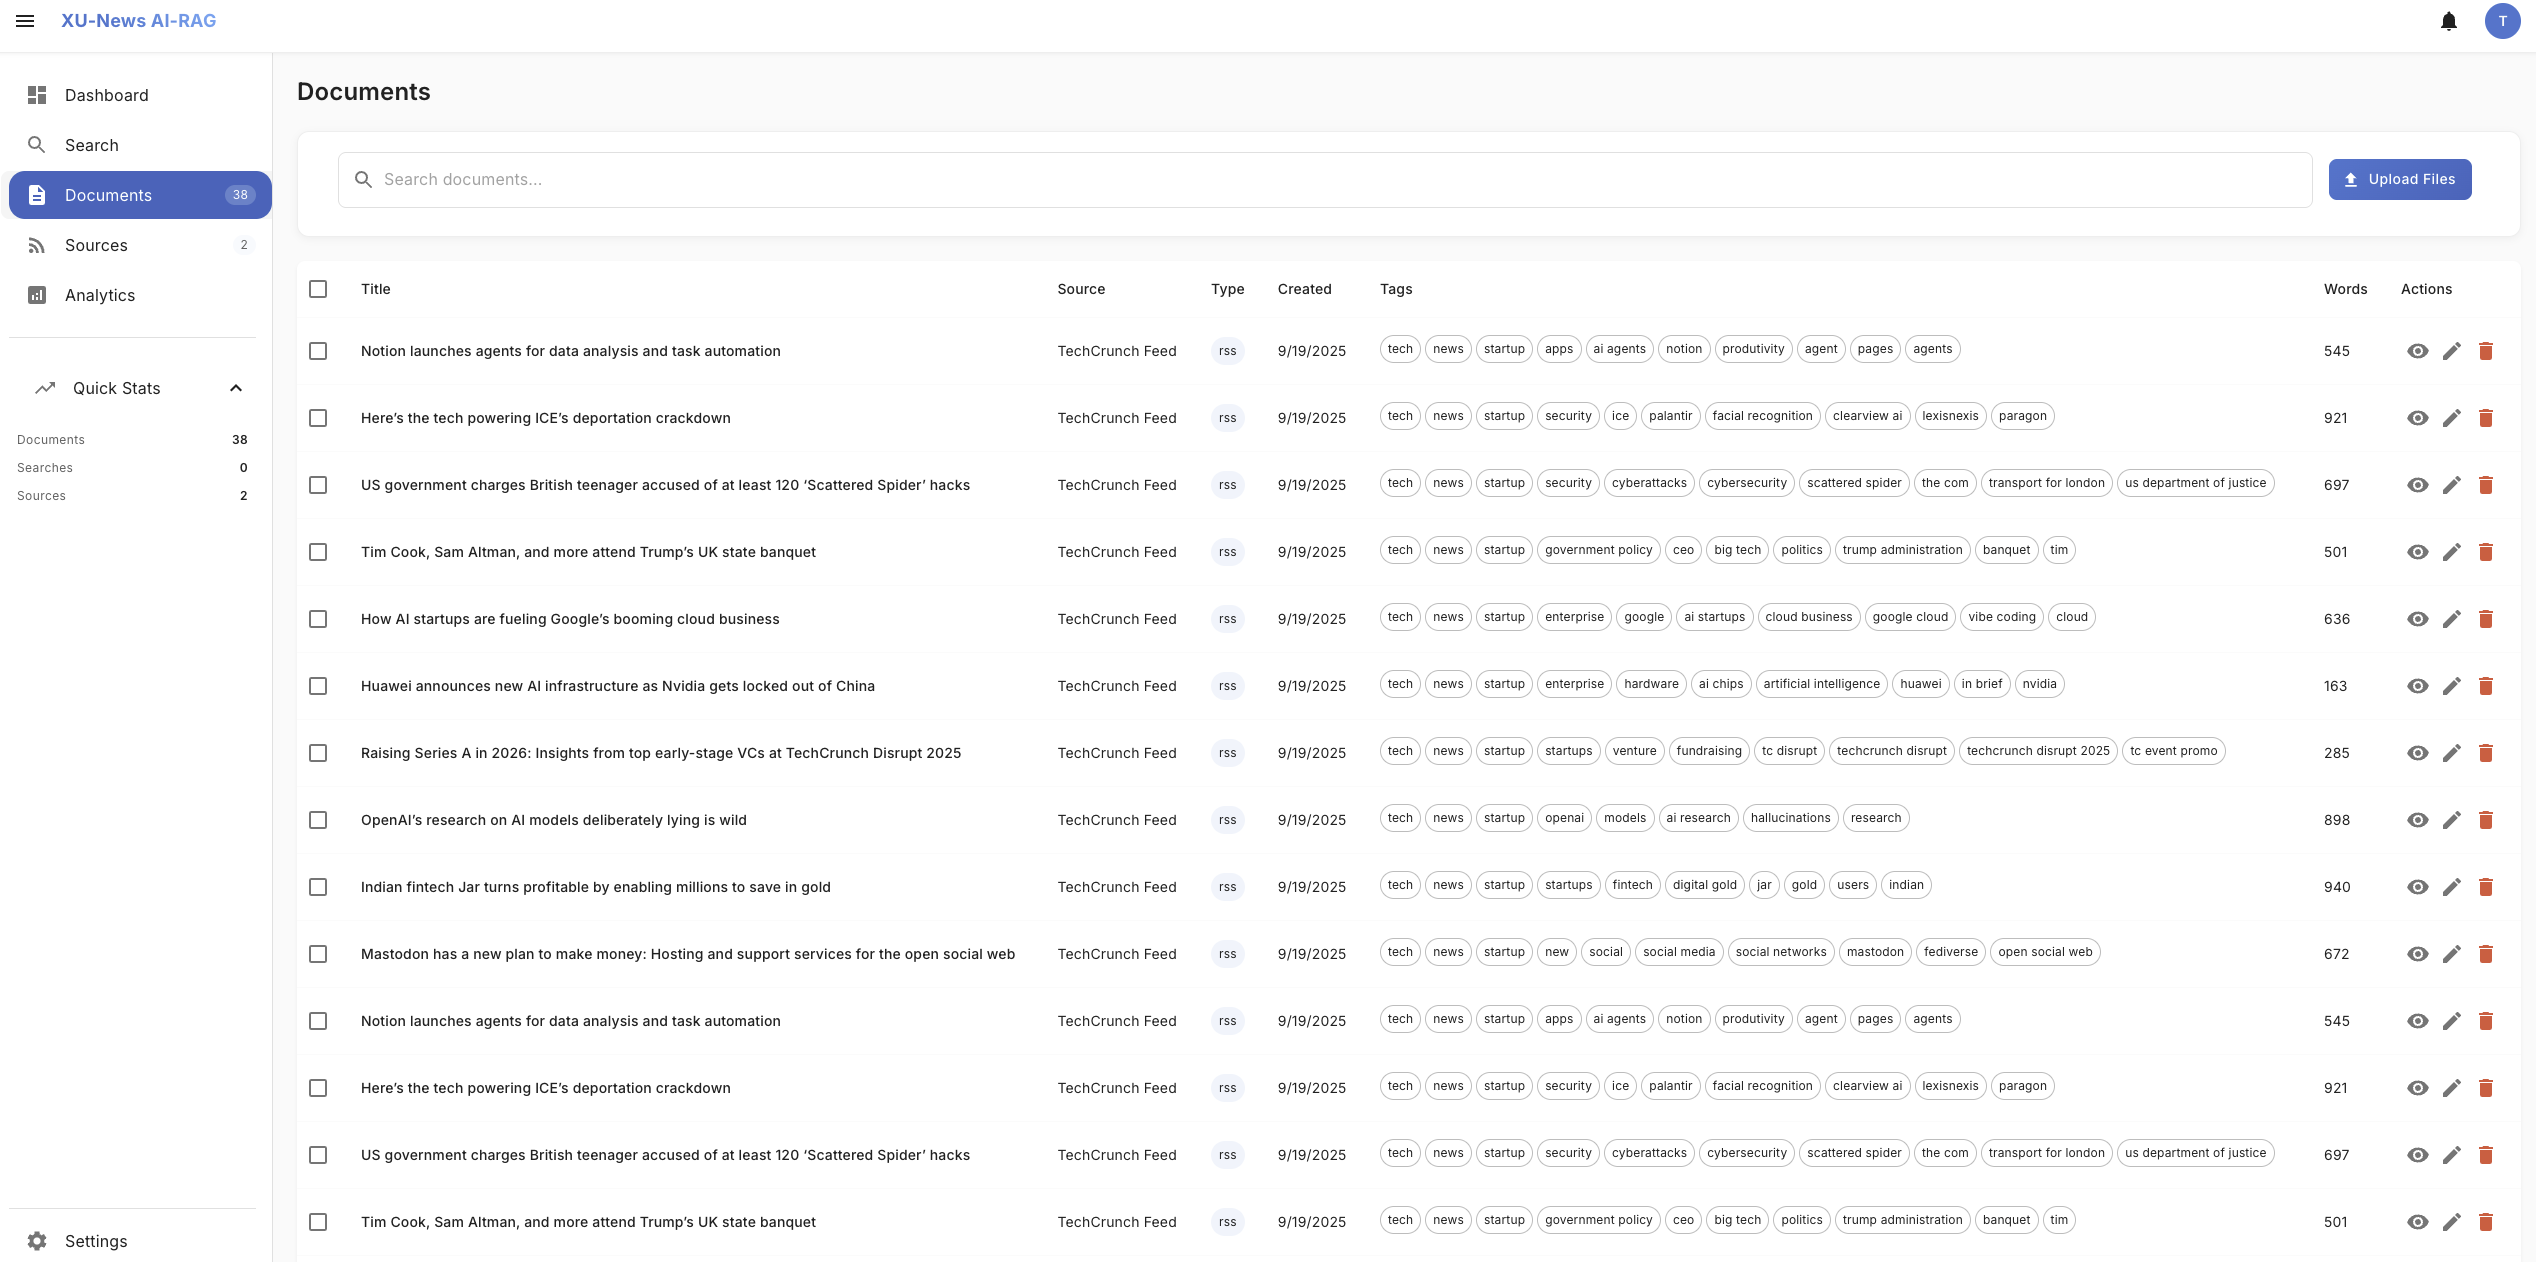 XU-News AI-RAG
T
Dashboard
Search
Documents 38
Sources 2
Analytics
Quick Stats
Documents 38
Searches 0
Sources 2
Settings
Documents
Search documents...
Upload Files
Title Source Type Created Tags Words Actions
Notion launches agents for data analysis and task automation TechCrunch Feed rss 9/19/2025 tech news startup apps ai agents notion produtivity agent pages agents 545
Here’s the tech powering ICE’s deportation crackdown TechCrunch Feed rss 9/19/2025 tech news startup security ice palantir facial recognition clearview ai lexisnexis paragon 921
US government charges British teenager accused of at least 120 ‘Scattered Spider’ hacks TechCrunch Feed rss 9/19/2025 tech news startup security cyberattacks cybersecurity scattered spider the com transport for london us department of justice 697
Tim Cook, Sam Altman, and more attend Trump’s UK state banquet TechCrunch Feed rss 9/19/2025 tech news startup government policy ceo big tech politics trump administration banquet tim 501
How AI startups are fueling Google’s booming cloud business TechCrunch Feed rss 9/19/2025 tech news startup enterprise google ai startups cloud business google cloud vibe coding cloud 636
Huawei announces new AI infrastructure as Nvidia gets locked out of China TechCrunch Feed rss 9/19/2025 tech news startup enterprise hardware ai chips artificial intelligence huawei in brief nvidia 163
Raising Series A in 2026: Insights from top early-stage VCs at TechCrunch Disrupt 2025 TechCrunch Feed rss 9/19/2025 tech news startup startups venture fundraising tc disrupt techcrunch disrupt techcrunch disrupt 2025 tc event promo 285
OpenAI’s research on AI models deliberately lying is wild TechCrunch Feed rss 9/19/2025 tech news startup openai models ai research hallucinations research 898
Indian fintech Jar turns profitable by enabling millions to save in gold TechCrunch Feed rss 9/19/2025 tech news startup startups fintech digital gold jar gold users indian 940
Mastodon has a new plan to make money: Hosting and support services for the open social web TechCrunch Feed rss 9/19/2025 tech news startup new social social media social networks mastodon fediverse open social web 672
Notion launches agents for data analysis and task automation TechCrunch Feed rss 9/19/2025 tech news startup apps ai agents notion produtivity agent pages agents 545
Here’s the tech powering ICE’s deportation crackdown TechCrunch Feed rss 9/19/2025 tech news startup security ice palantir facial recognition clearview ai lexisnexis paragon 921
US government charges British teenager accused of at least 120 ‘Scattered Spider’ hacks TechCrunch Feed rss 9/19/2025 tech news startup security cyberattacks cybersecurity scattered spider the com transport for london us department of justice 697
Tim Cook, Sam Altman, and more attend Trump’s UK state banquet TechCrunch Feed rss 9/19/2025 tech news startup government policy ceo big tech politics trump administration banquet tim 501